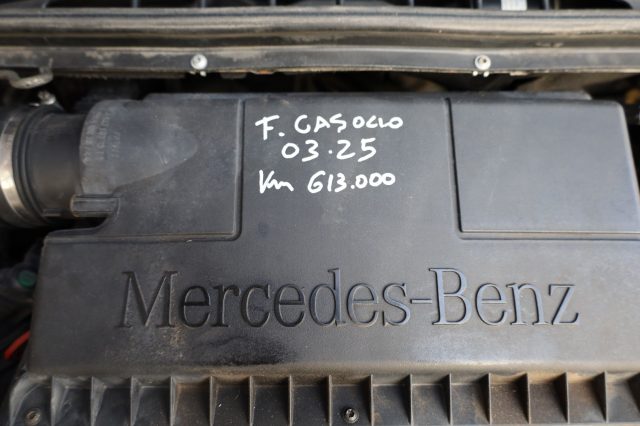 F. GASOLIO
03.25
Km 613.000
Mercedes-Benz